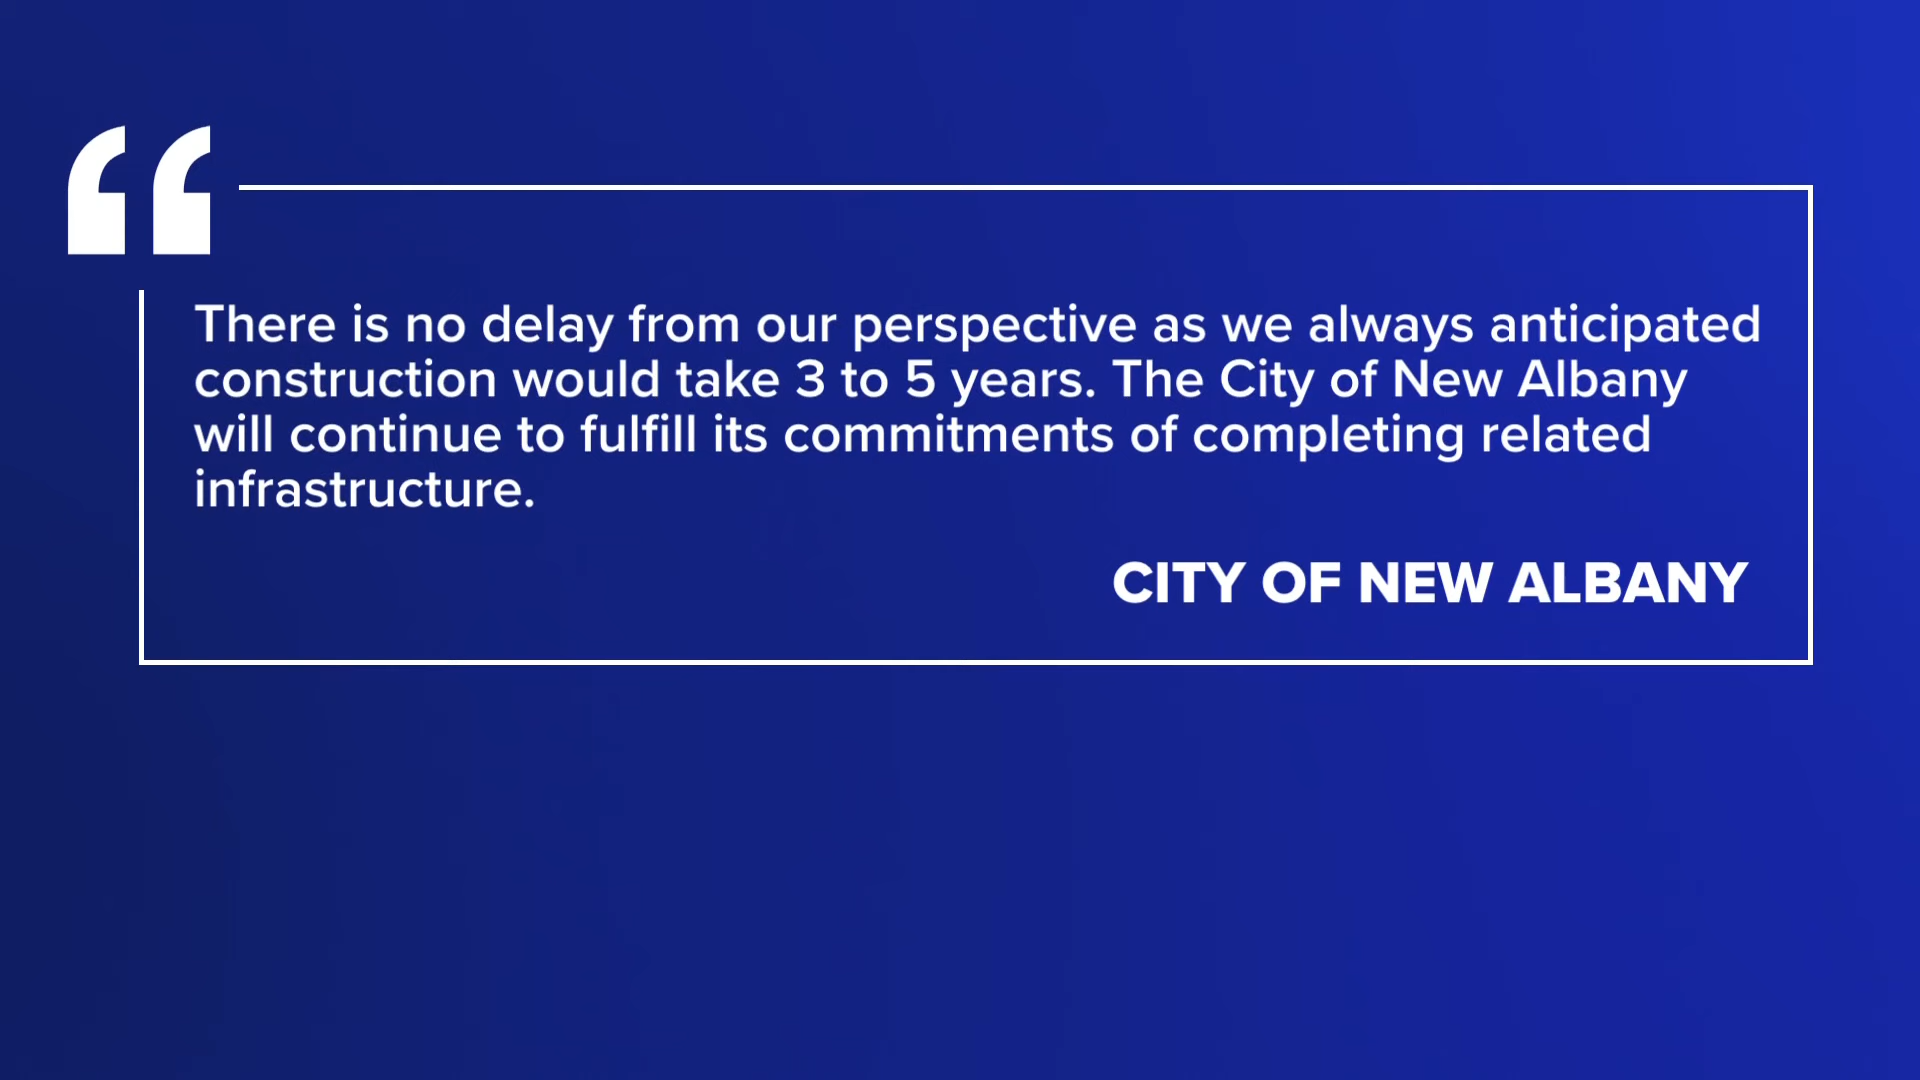 “
There is no delay from our perspective as we always anticipated
construction would take 3 to 5 years. The City of New Albany
will continue to fulfill its commitments of completing related
infrastructure.
CITY OF NEW ALBANY